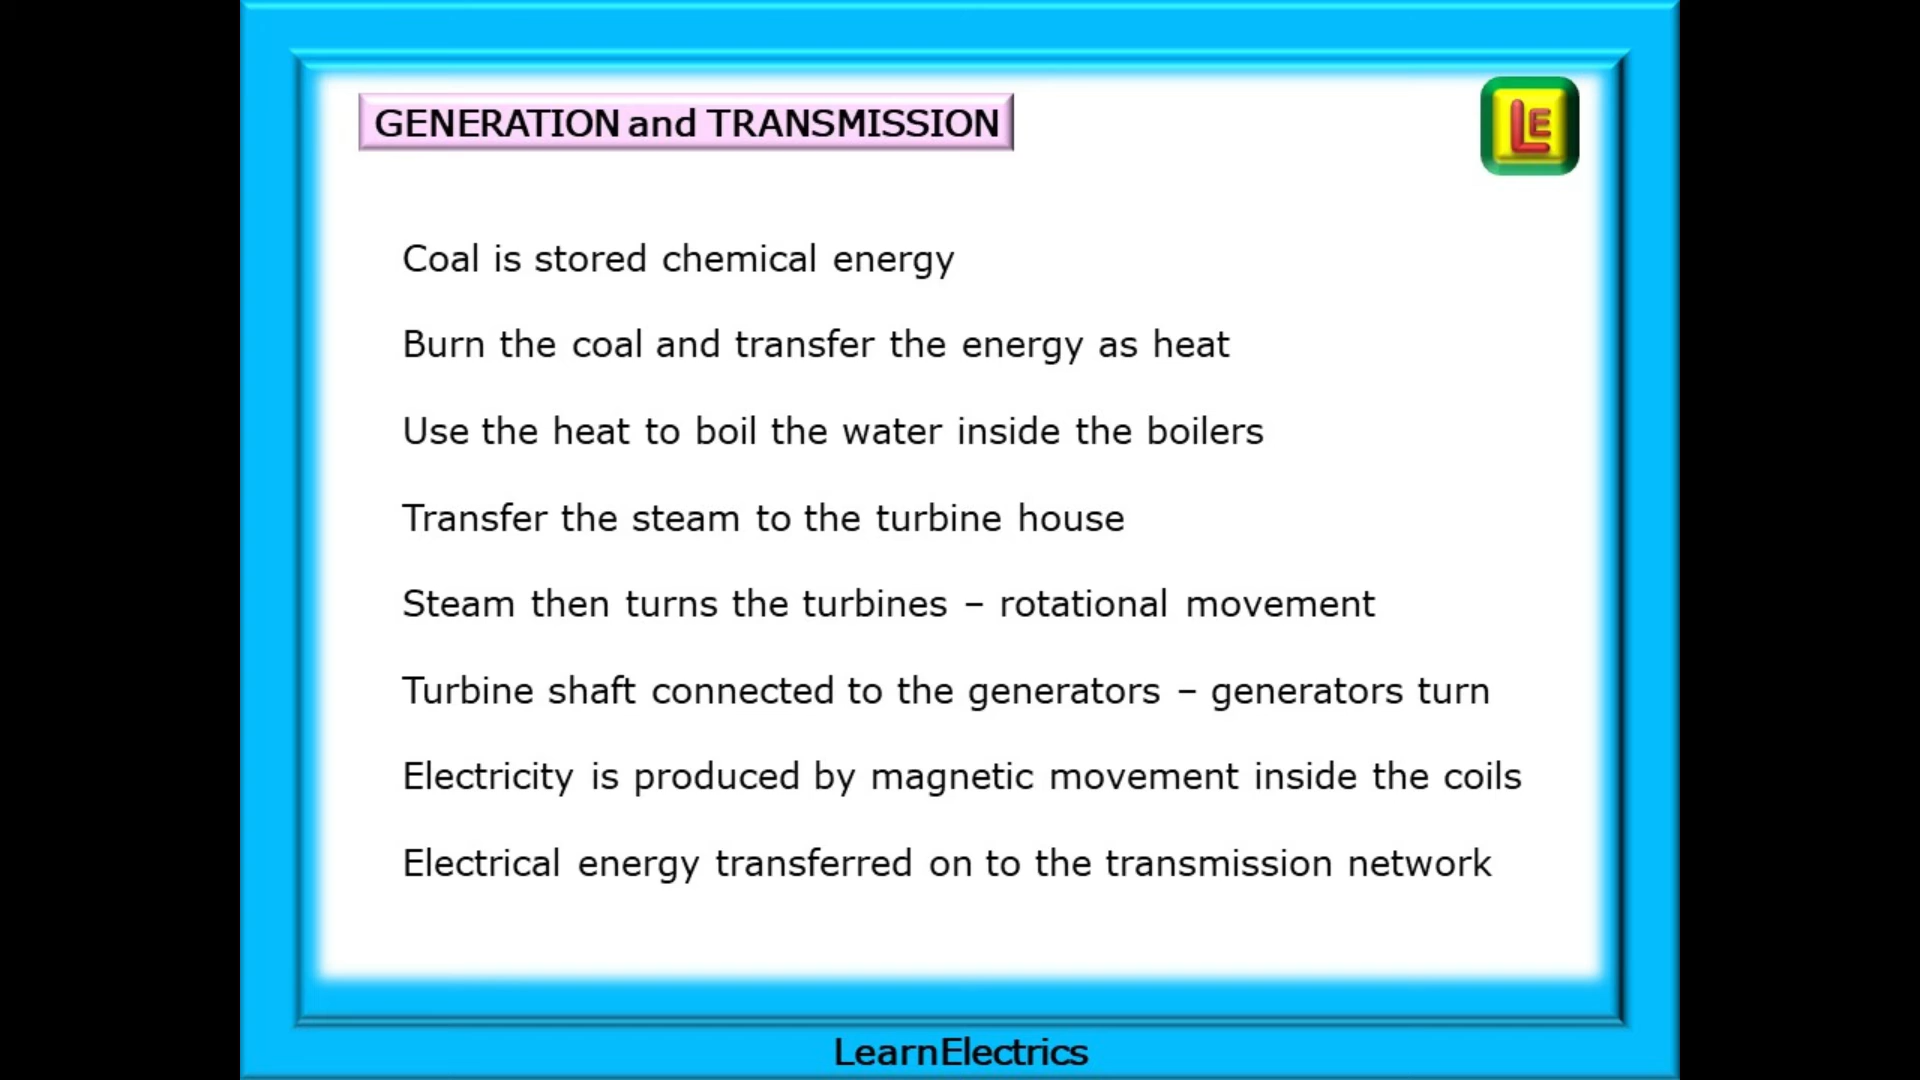 GENERATION and TRANSMISSION
LE
Coal is stored chemical energy
Burn the coal and transfer the energy as heat
Use the heat to boil the water inside the boilers
Transfer the steam to the turbine house
Steam then turns the turbines – rotational movement
Turbine shaft connected to the generators – generators turn
Electricity is produced by magnetic movement inside the coils
Electrical energy transferred on to the transmission network
LearnElectrics